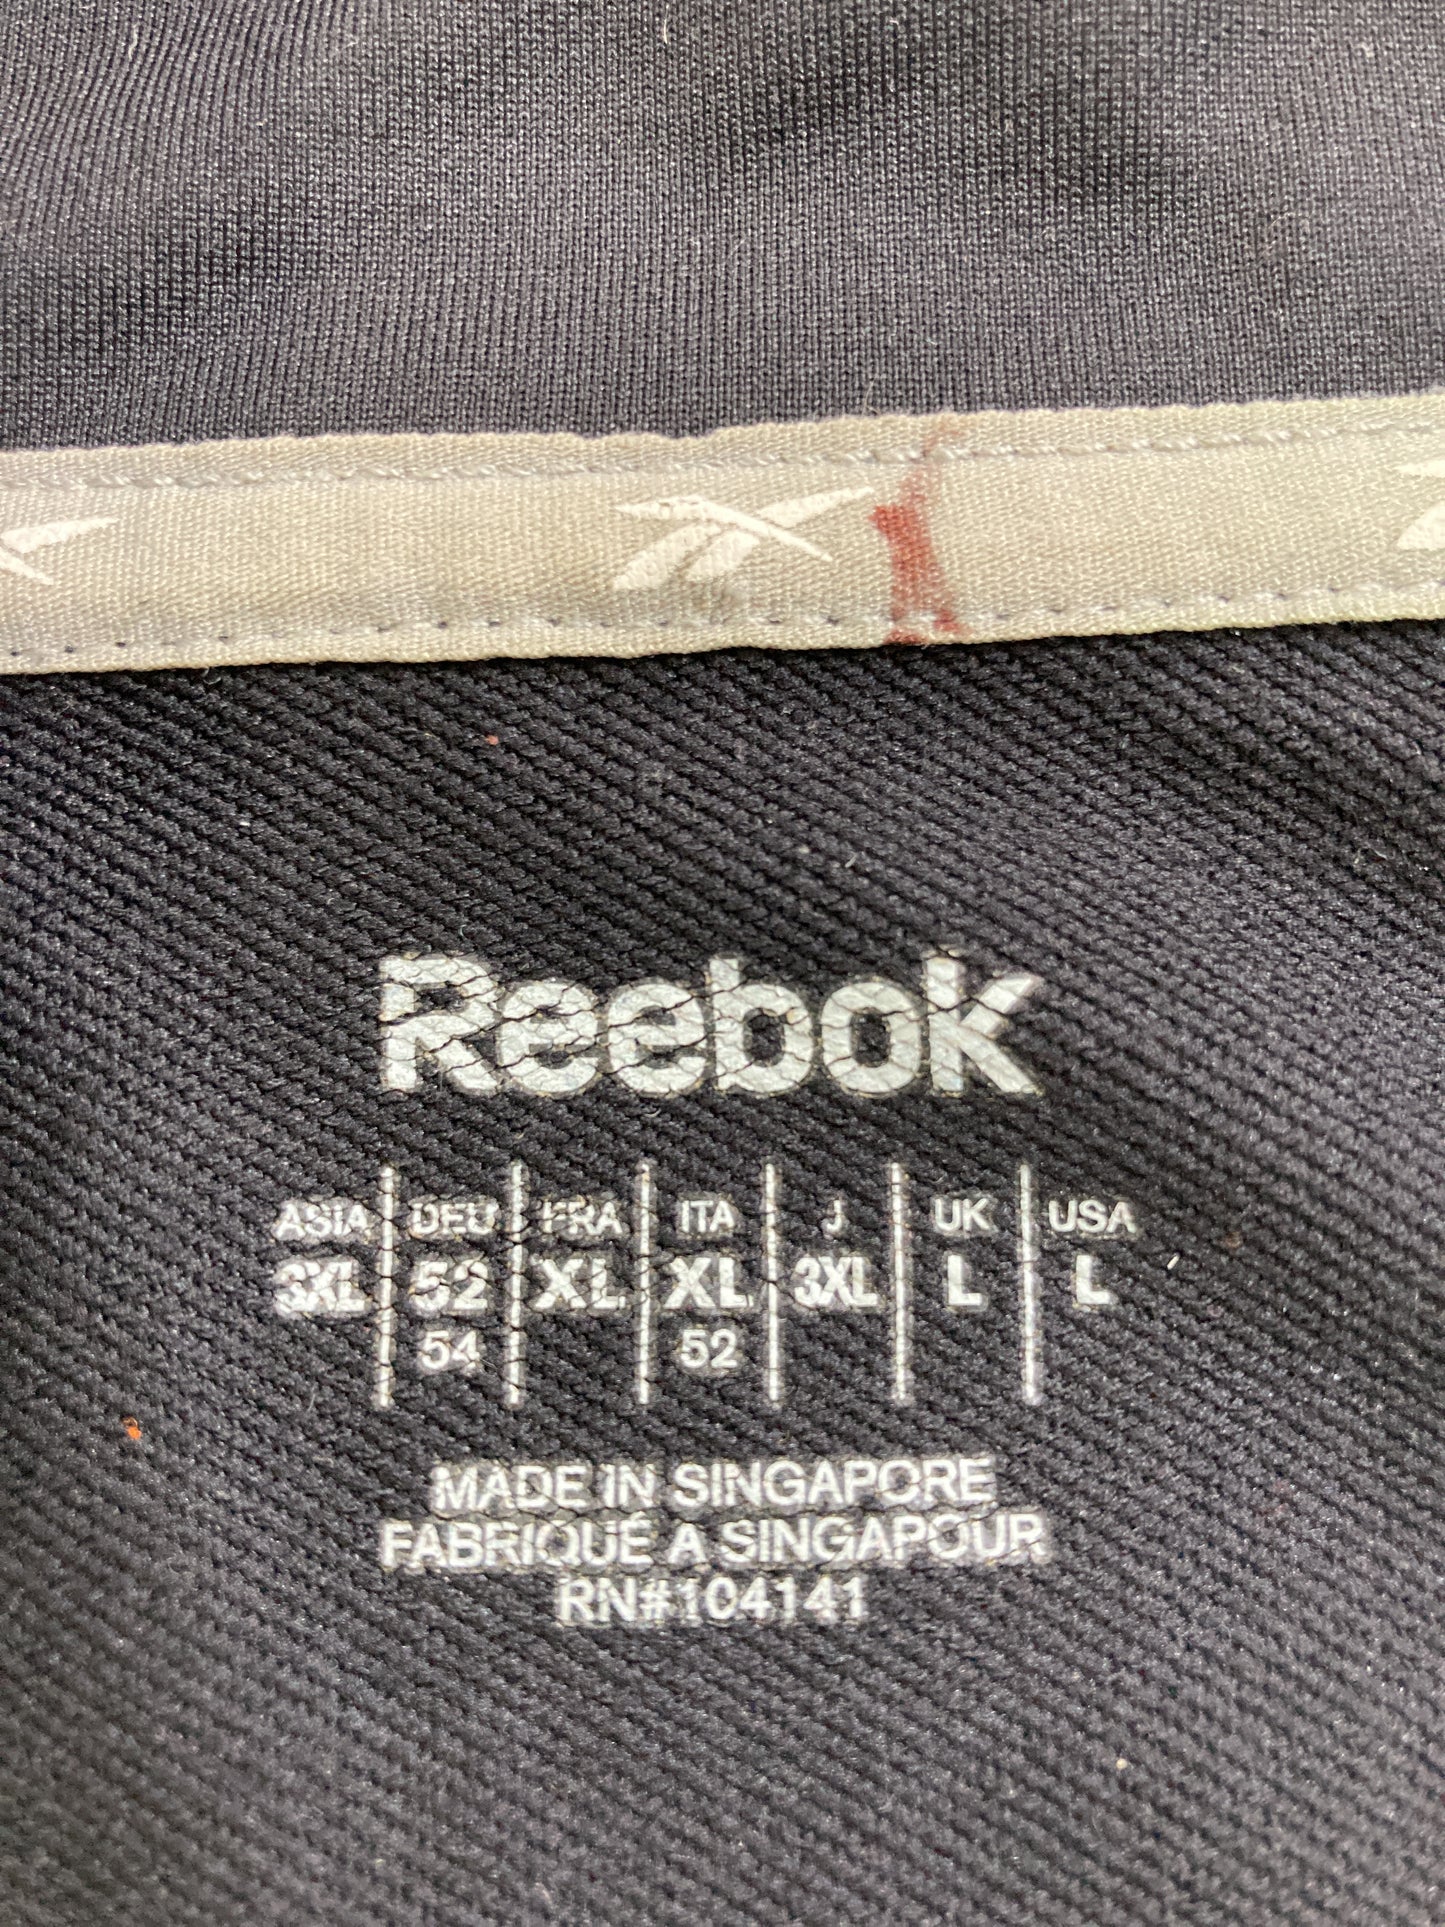 Reebok
ASIA DEU FRA ITA J UK USA
3XL 52 XL XL 3XL L L
54 52
MADE IN SINGAPORE
FABRIQUÉ A SINGAPOUR
RN#104141